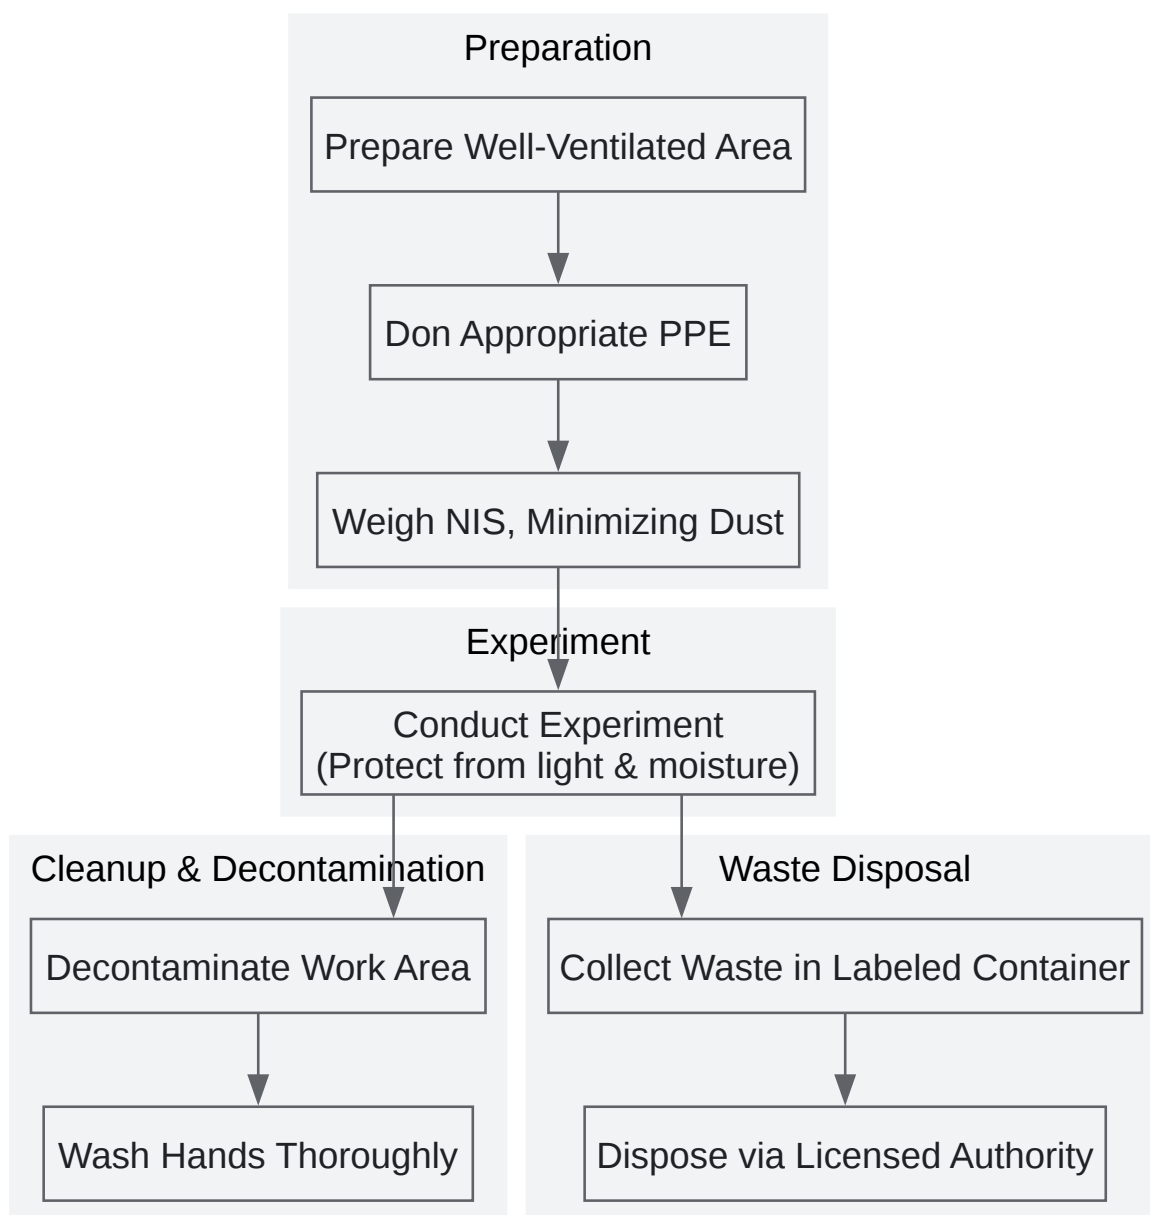 Preparation
Prepare Well-Ventilated Area
Don Appropriate PPE
Weigh NIS, Minimizing Dust
Experiment
Conduct Experiment
(Protect from light & moisture)
Cleanup & Decontamination
Decontaminate Work Area
Wash Hands Thoroughly
Waste Disposal
Collect Waste in Labeled Container
Dispose via Licensed Authority